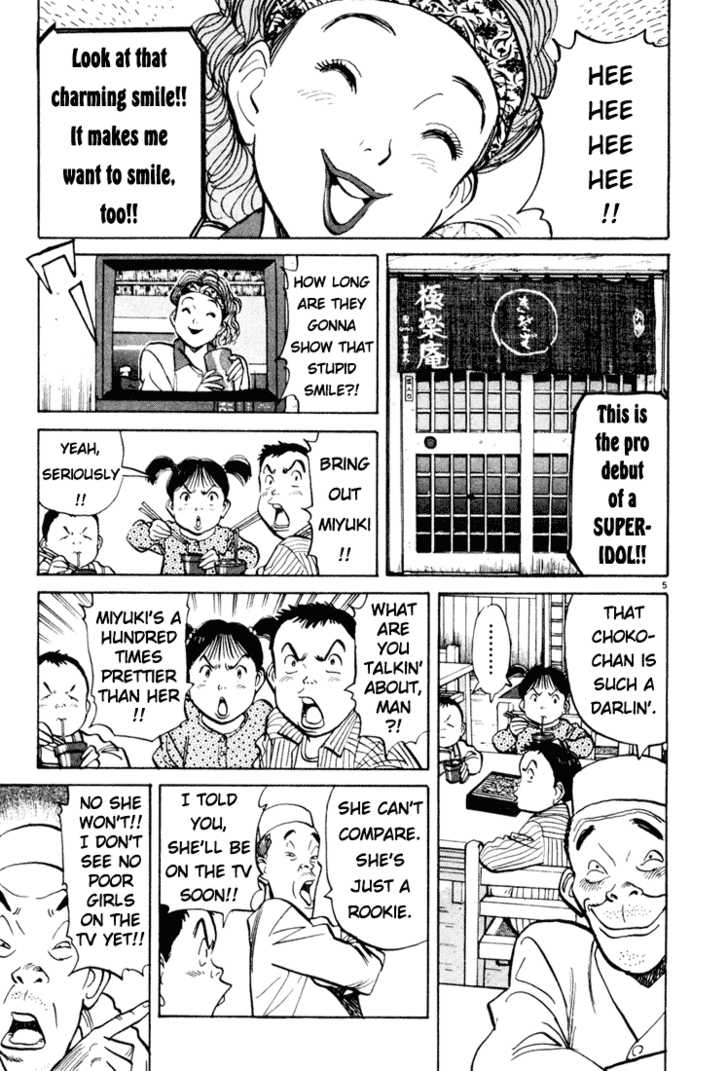 HEE
HEE
HEE
HEE
!!
Look at that
charming smile!!
It makes me
want to smile,
too!!
極楽庵
きそば
This is
the pro
debut
of a
SUPER-
IDOL!!
HOW LONG
ARE THEY
GONNA
SHOW THAT
STUPID
SMILE?!
BRING
OUT
MIYUKI
!!
YEAH,
SERIOUSLY
!!
5
THAT
CHOKO-
CHAN IS
SUCH A
DARLIN'.
........
WHAT
ARE
YOU
TALKIN'
ABOUT,
MAN
?!
MIYUKI'S A
HUNDRED
TIMES
PRETTIER
THAN HER
!!
SHE CAN'T
COMPARE.
SHE'S
JUST A
ROOKIE.
I TOLD
YOU,
SHE'LL BE
ON THE TV
SOON!!
NO SHE
WON'T!!
I DON'T
SEE NO
POOR
GIRLS
ON THE
TV YET!!